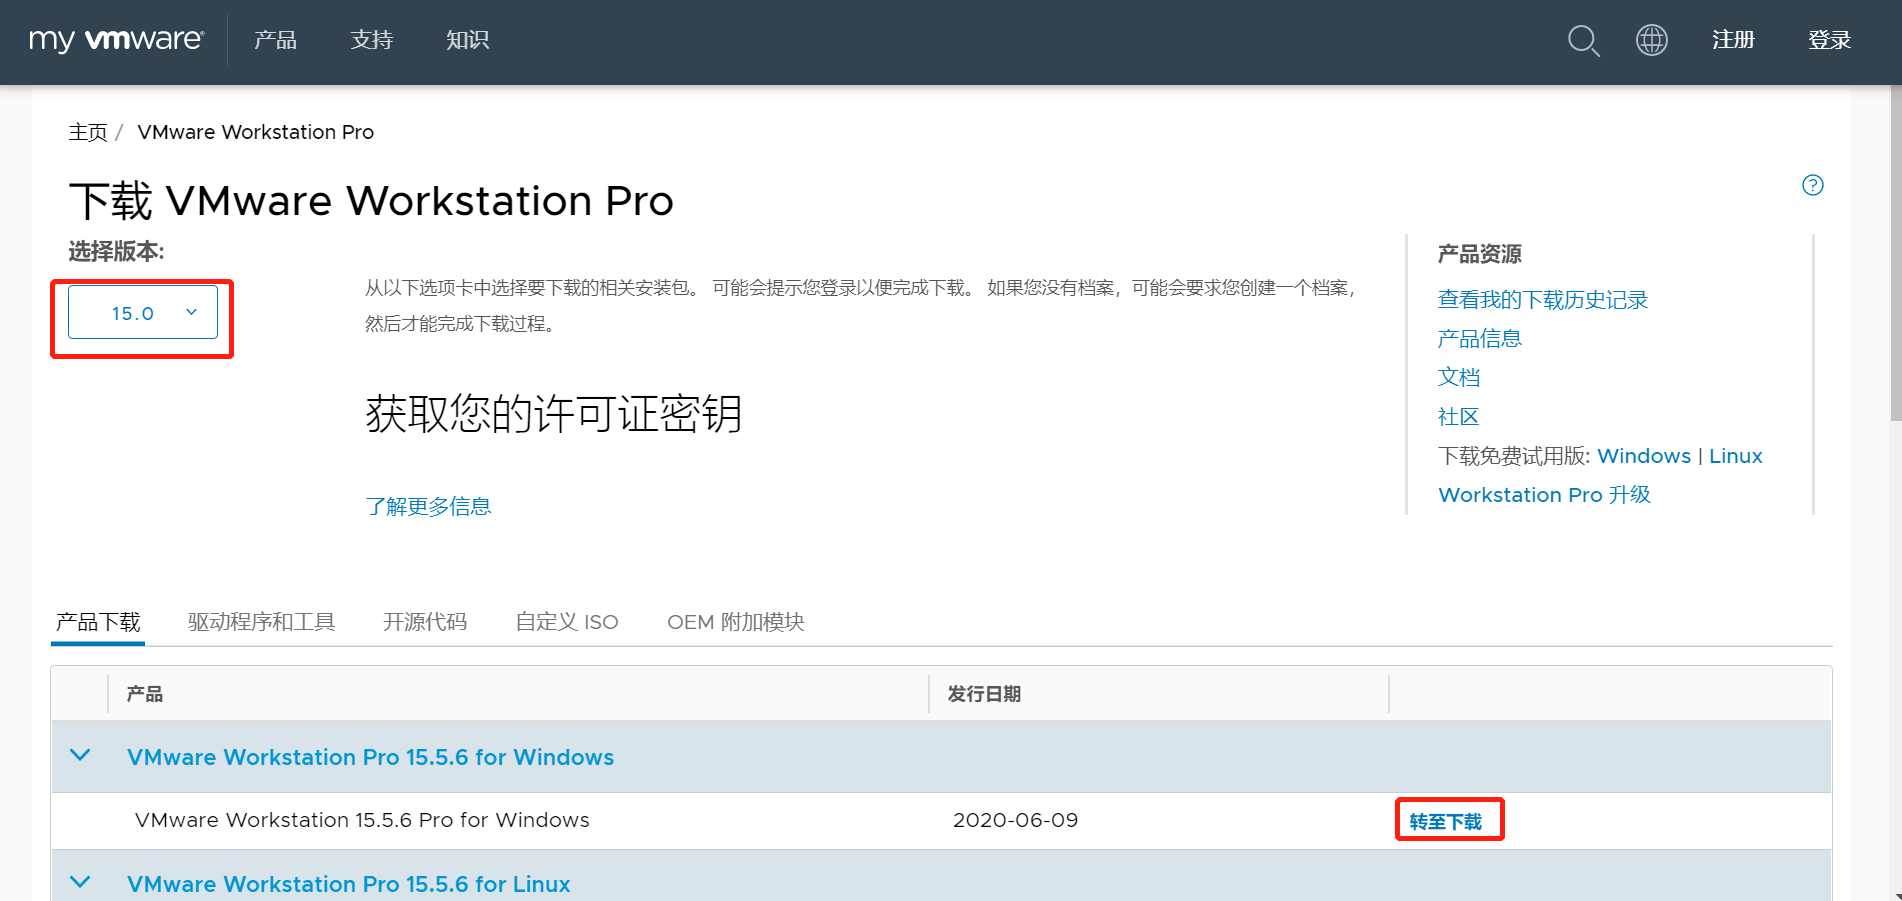 my vmware® 产品 支持 知识 注册 登录
主页 / VMware Workstation Pro
下载 VMware Workstation Pro
选择版本:
15.0
从以下选项卡中选择要下载的相关安装包。 可能会提示您登录以便完成下载。 如果您没有档案，可能会要求您创建一个档案，
然后才能完成下载过程。
获取您的许可证密钥
了解更多信息
产品资源
查看我的下载历史记录
产品信息
文档
社区
下载免费试用版: Windows | Linux
Workstation Pro 升级
产品下载 驱动程序和工具 开源代码 自定义 ISO OEM 附加模块
产品 发行日期
VMware Workstation Pro 15.5.6 for Windows
VMware Workstation 15.5.6 Pro for Windows 2020-06-09 转至下载
VMware Workstation Pro 15.5.6 for Linux